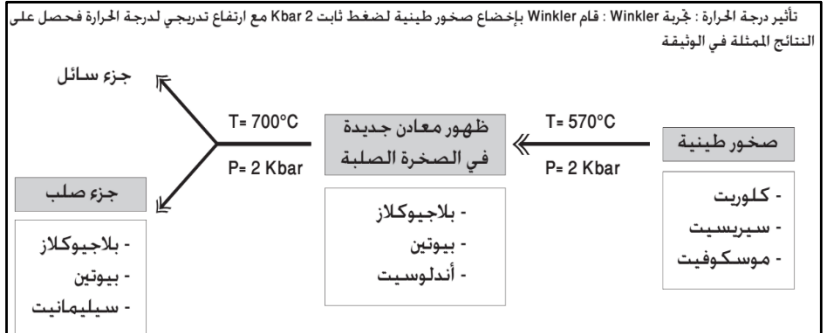 تأثير درجة الحرارة : تجربة Winkler : قام Winkler بإخضاع صخور طينية لضغط ثابت 2 Kbar مع ارتفاع تدريجي لدرجة الحرارة فحصل على
النتائج الممثلة في الوثيقة
صخور طينية
- كلوريت
- سيريسيت
- موسكوفيت
T= 570°C
P= 2 Kbar
ظهور معادن جديدة
في الصخرة الصلبة
- بلاجيوكلاز
- بيوتين
- أندلوسيت
T= 700°C
P= 2 Kbar
جزء سائل
جزء صلب
- بلاجيوكلاز
- بيوتين
- سيليمانيت